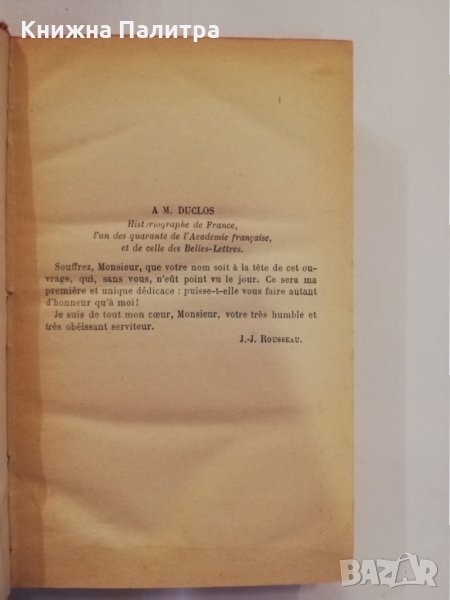 Книжна Палитра
A M. DUCLOS
Historiographe de France,
l'un des quarante de l'Académie française,
et de celle des Belles-Lettres.
Souffrez, Monsieur, que votre nom soit à la tête de cet ou-
vrage, qui, sans vous, n'eût point vu le jour. Ce sera ma
première et unique dédicace : puisse-t-elle vous faire autant
d'honneur qu'à moi!
Je suis de tout mon cœur, Monsieur, votre très humble et
très obéissant serviteur.
J.-J. ROUSSEAU.
BAZAR